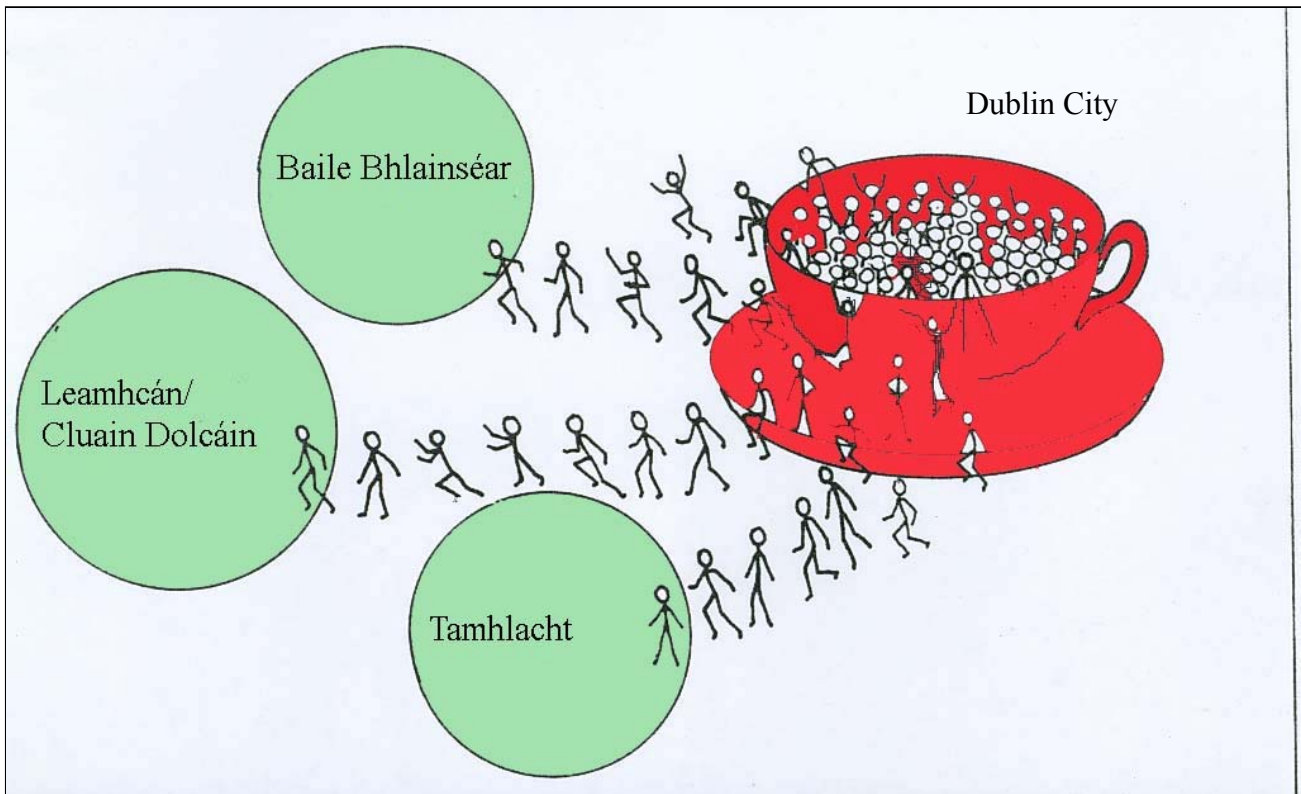 Dublin City
Baile Bhlainséar
Leamhcán/
Cluain Dolcáin
Tamhlacht